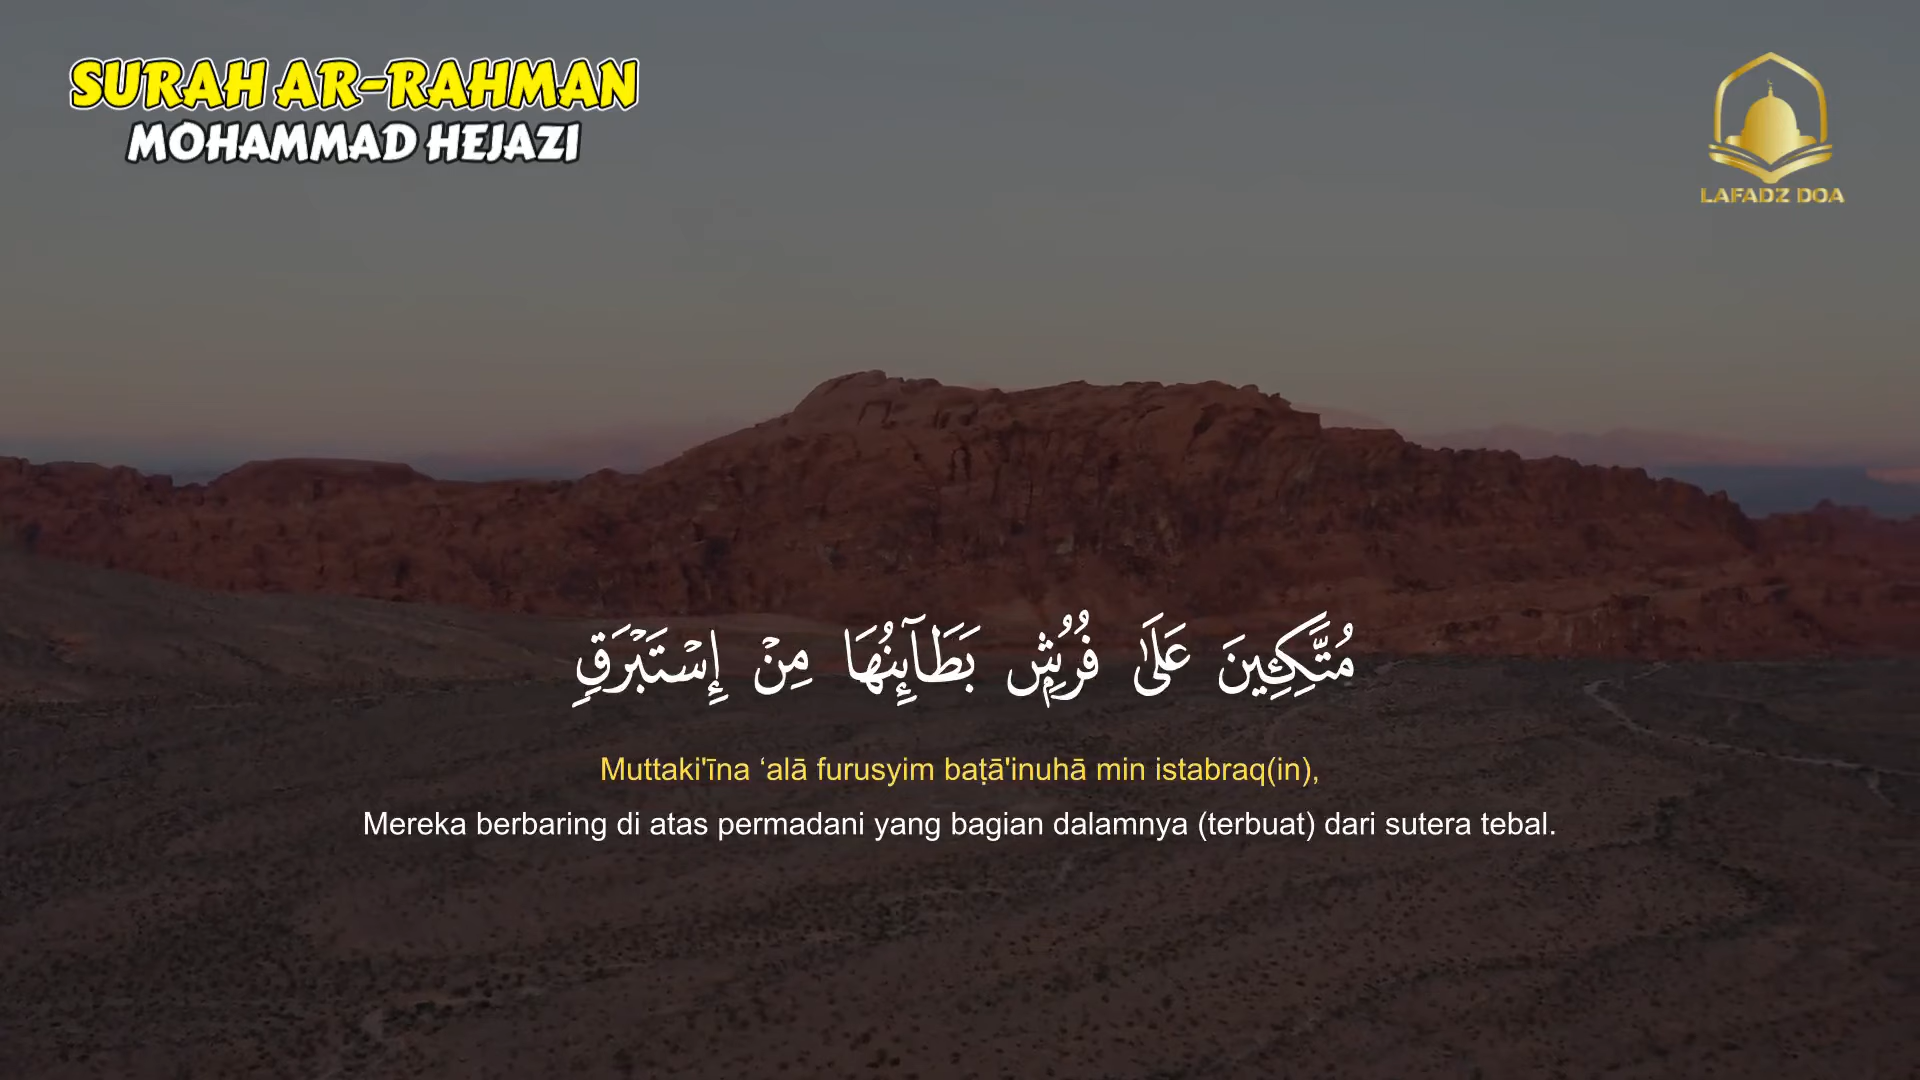 SURAH AR-RAHMAN
MOHAMMAD HEJAZI
LAFADZ DOA
مُتَّكِـِٔينَ عَلَىٰ فُرُشٍۭ بَطَآئِنُهَا مِنْ إِسْتَبْرَقٍ
Muttaki'īna ‘alā furusyim baṭā'inuhā min istabraq(in),
Mereka berbaring di atas permadani yang bagian dalamnya (terbuat) dari sutera tebal.